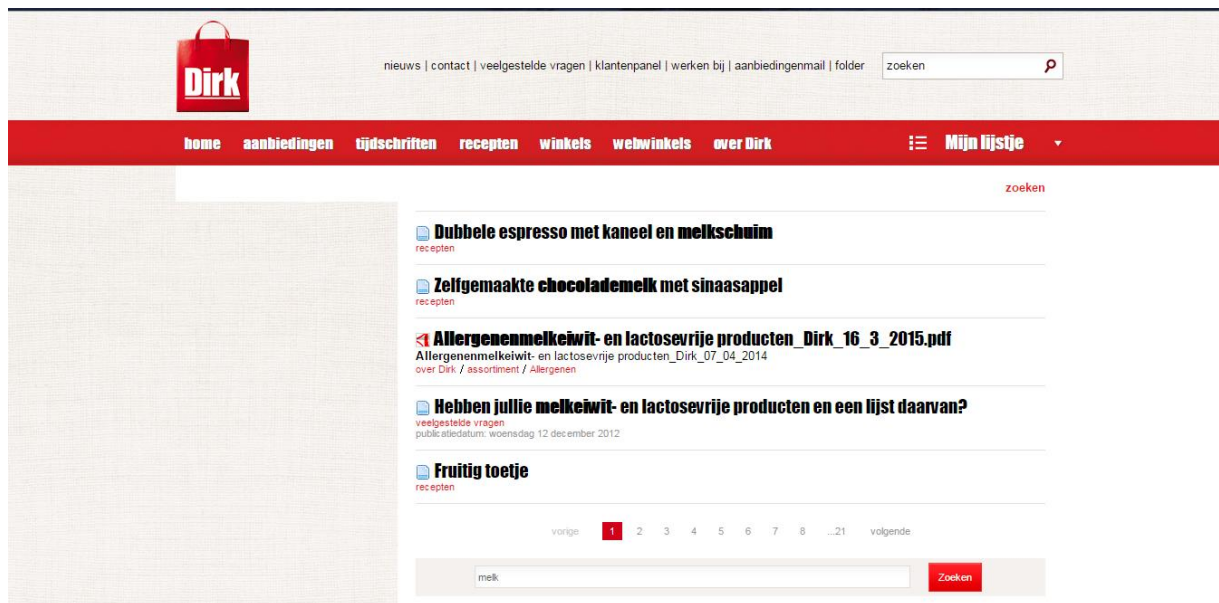 Dirk
nieuws | contact | veelgestelde vragen | klantenpanel | werken bij | aanbiedingenmail | folder
zoeken
home aanbiedingen tijdschriften recepten winkels webwinkels over Dirk Mijn lijstje
zoeken
Dubbele espresso met kaneel en melkschuim
recepten
Zelfgemaakte chocolademelk met sinaasappel
recepten
Allergenenmelkeiwit- en lactosevrije producten_Dirk_16_3_2015.pdf
Allergenenmelkeiwit- en lactosevrije producten_Dirk_07_04_2014
over Dirk / assortiment / Allergenen
Hebben jullie melkeiwit- en lactosevrije producten en een lijst daarvan?
veelgestelde vragen
publicatiedatum: woensdag 12 december 2012
Fruitig toetje
recepten
vorige 1 2 3 4 5 6 7 8 ...21 volgende
melk
Zoeken